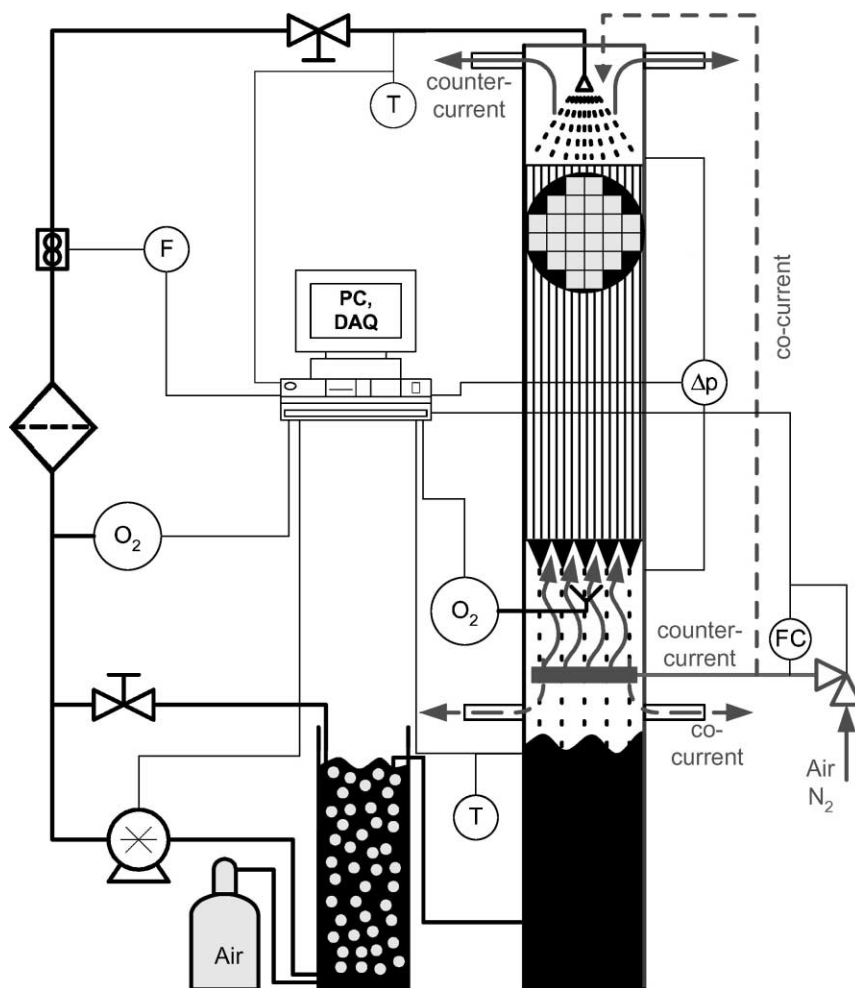 counter-
current
T
F
PC,
DAQ
co-current
Δp
O2
O2
counter-
current
FC
co-
current
T
Air
N2
Air